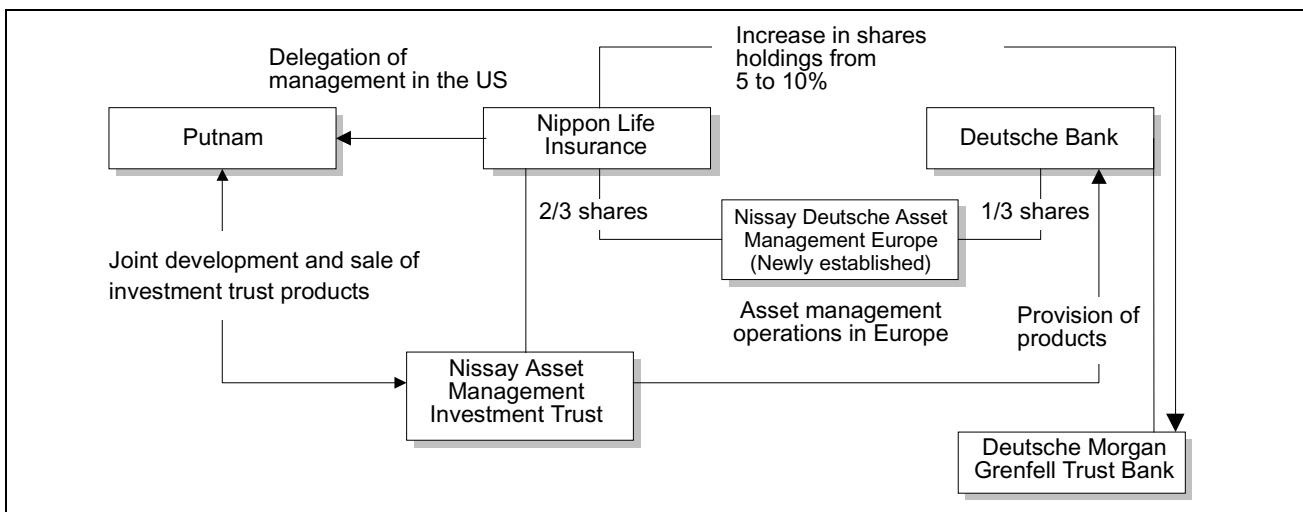 Increase in shares
holdings from
5 to 10%
Delegation of
management in the US
Putnam
Nippon Life
Insurance
Deutsche Bank
2/3 shares
Nissay Deutsche Asset
Management Europe
(Newly established)
1/3 shares
Joint development and sale of
investment trust products
Asset management
operations in Europe
Provision of
products
Nissay Asset
Management
Investment Trust
Deutsche Morgan
Grenfell Trust Bank